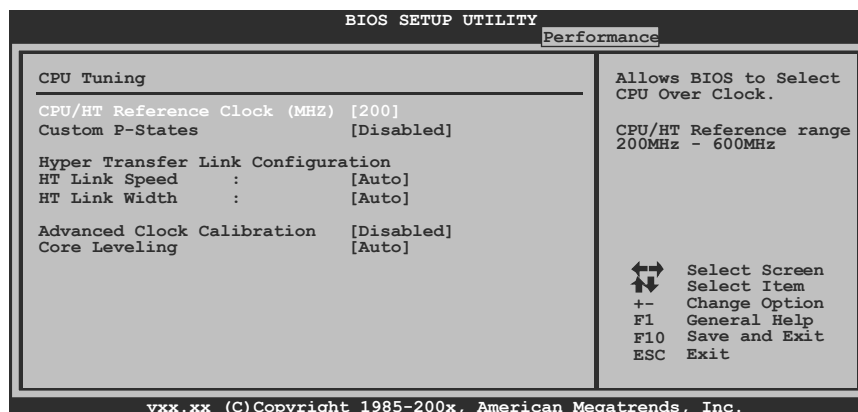 BIOS SETUP UTILITY
Performance
CPU Tuning
CPU/HT Reference Clock (MHZ) [200]
Custom P-States [Disabled]
Hyper Transfer Link Configuration
HT Link Speed : [Auto]
HT Link Width : [Auto]
Advanced Clock Calibration [Disabled]
Core Leveling [Auto]
Allows BIOS to Select
CPU Over Clock.
CPU/HT Reference range
200MHz - 600MHz
Select Screen
Select Item
+- Change Option
F1 General Help
F10 Save and Exit
ESC Exit
vxx.xx (C)Copyright 1985-200x, American Megatrends, Inc.